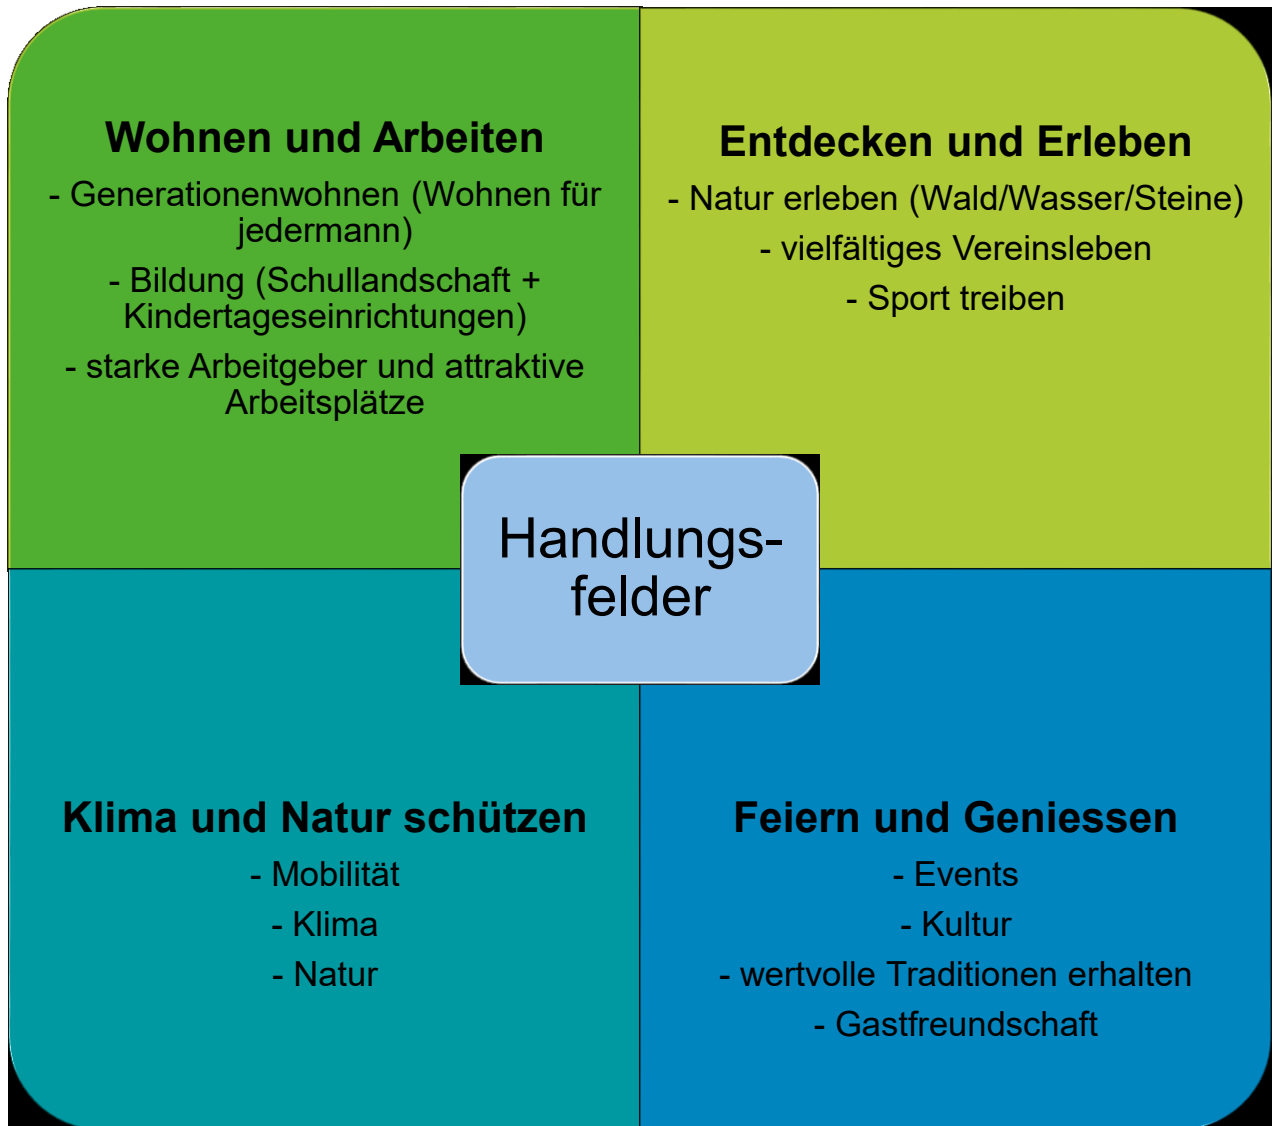 Wohnen und Arbeiten
- Generationenwohnen (Wohnen für
jedermann)
- Bildung (Schullandschaft +
Kindertageseinrichtungen)
- starke Arbeitgeber und attraktive
Arbeitsplätze
Entdecken und Erleben
- Natur erleben (Wald/Wasser/Steine)
- vielfältiges Vereinsleben
- Sport treiben
Handlungs-
felder
Klima und Natur schützen
- Mobilität
- Klima
- Natur
Feiern und Geniessen
- Events
- Kultur
- wertvolle Traditionen erhalten
- Gastfreundschaft